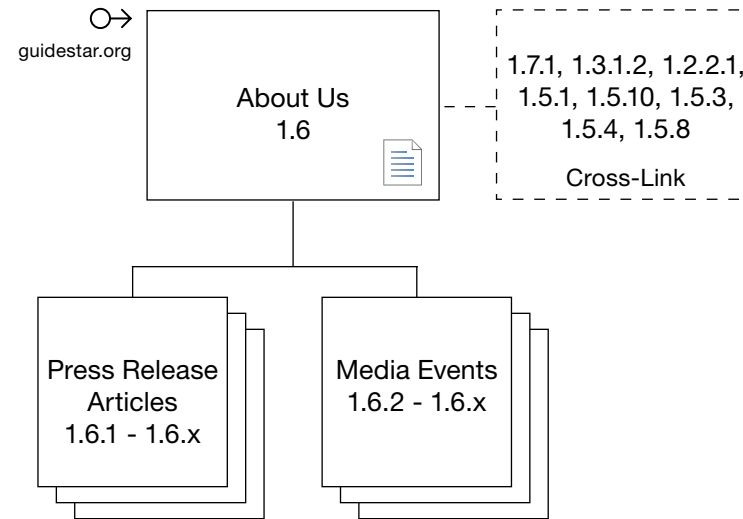 guidestar.org
About Us
1.6
1.7.1, 1.3.1.2, 1.2.2.1,
1.5.1, 1.5.10, 1.5.3,
1.5.4, 1.5.8
Cross-Link
Press Release
Articles
1.6.1 - 1.6.x
Media Events
1.6.2 - 1.6.x